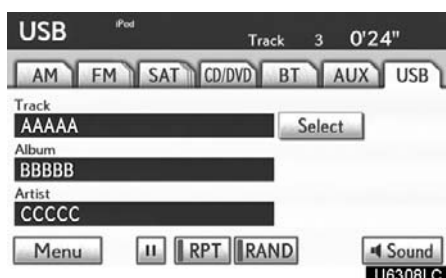 USB iPod Track 3 0'24"
AM FM SAT CD/DVD BT AUX USB
Track
AAAAA Select
Album
BBBBB
Artist
CCCCC
Menu II RPT RAND Sound
U6308LC